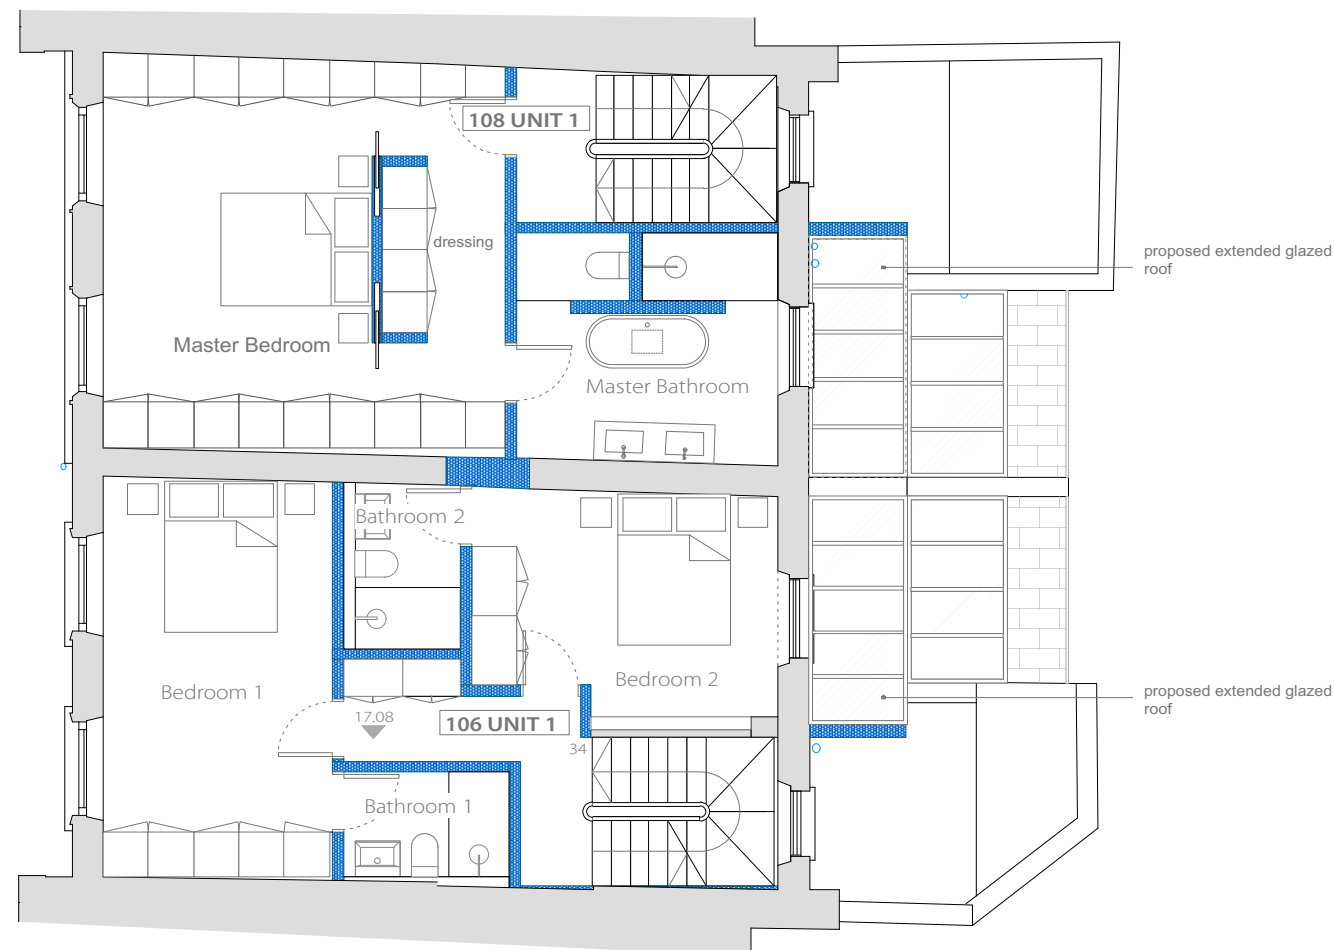 108 UNIT 1
dressing
proposed extended glazed
roof
Master Bedroom
Master Bathroom
Bathroom 2
Bedroom 1
Bedroom 2
proposed extended glazed
roof
17.08
106 UNIT 1
34
Bathroom 1